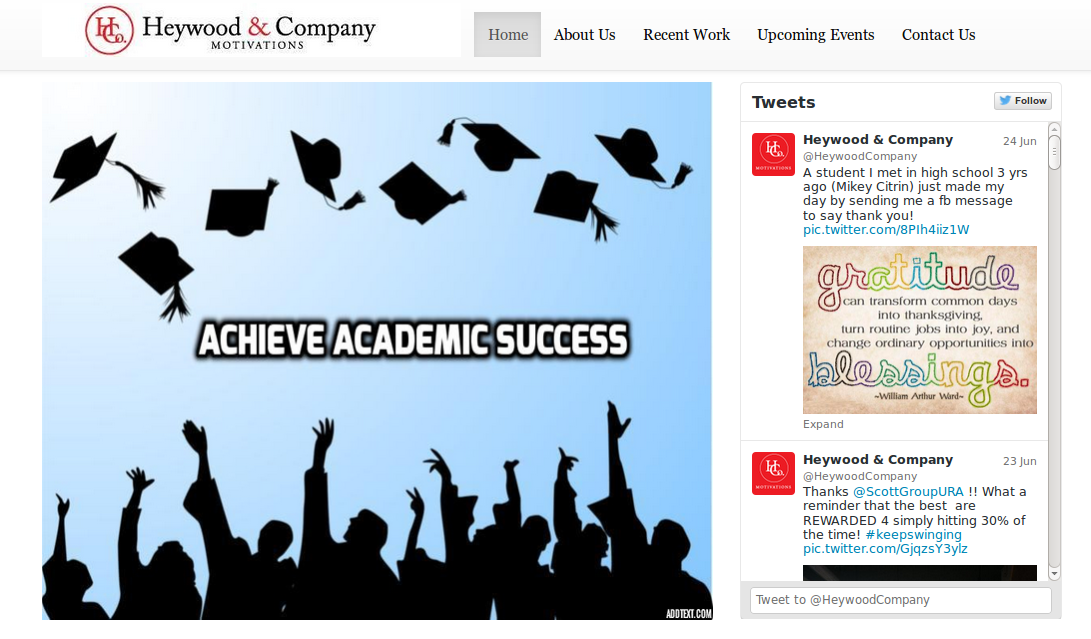 HCo.
Heywood & Company
MOTIVATIONS
Home
About Us
Recent Work
Upcoming Events
Contact Us
ACHIEVE ACADEMIC SUCCESS
ADDTEXT.COM
Tweets
Follow
HCo.
MOTIVATIONS
Heywood & Company
24 Jun
@HeywoodCompany
A student I met in high school 3 yrs
ago (Mikey Citrin) just made my
day by sending me a fb message
to say thank you!
pic.twitter.com/8PIh4iiz1W
gratitude
can transform common days
into thanksgiving,
turn routine jobs into joy, and
change ordinary opportunities into
blessings.
~William Arthur Ward~
Expand
HCo.
MOTIVATIONS
Heywood & Company
23 Jun
@HeywoodCompany
Thanks @ScottGroupURA !! What a
reminder that the best  are
REWARDED 4 simply hitting 30% of
the time! #keepswinging
pic.twitter.com/GjqzsY3ylz
Tweet to @HeywoodCompany